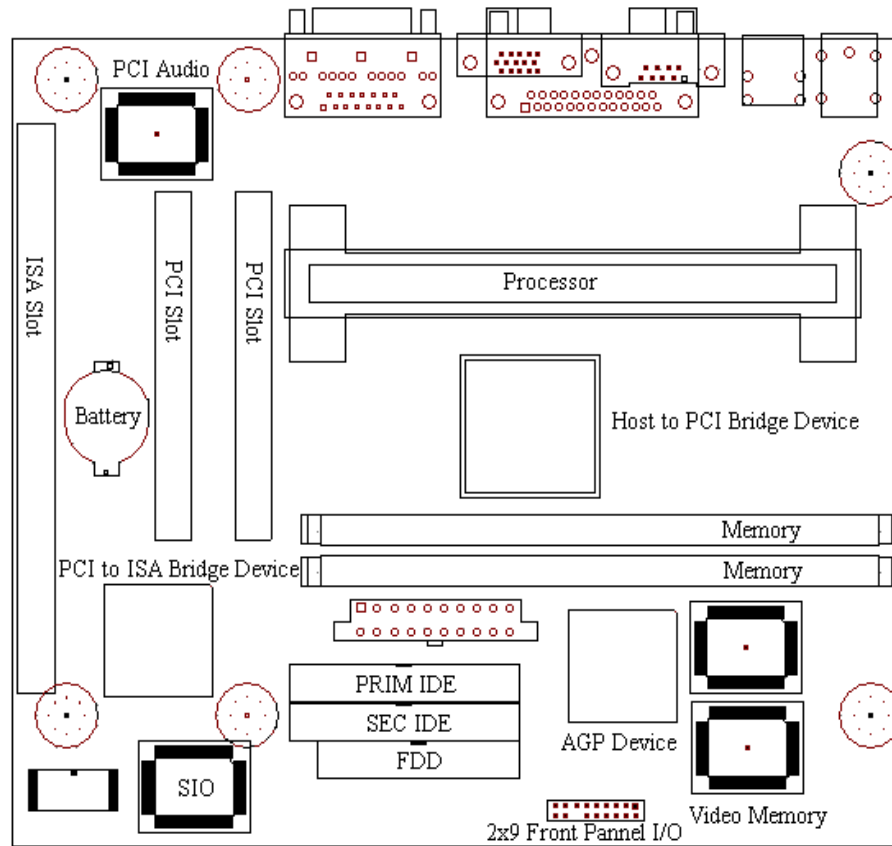 PCI Audio
ISA Slot
PCI Slot
PCI Slot
Processor
Battery
Host to PCI Bridge Device
Memory
PCI to ISA Bridge Device
Memory
PRIM IDE
SEC IDE
AGP Device
FDD
SIO
Video Memory
2x9 Front Pannel I/O